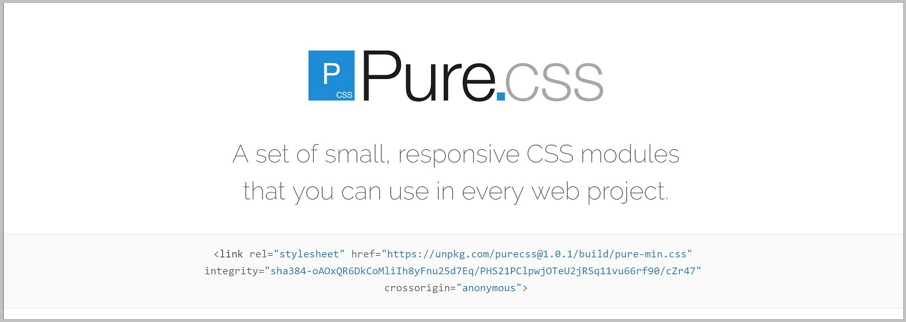 P
CSS
Pure.css
A set of small, responsive CSS modules
that you can use in every web project.
<link rel="stylesheet" href="https://unpkg.com/purecss@1.0.1/build/pure-min.css"
integrity="sha384-oAOxQR6DkCoMliIh8yFnu25d7Eq/PHS21PClpwjOTeU2jRSq11vu66rf90/cZr47"
crossorigin="anonymous">